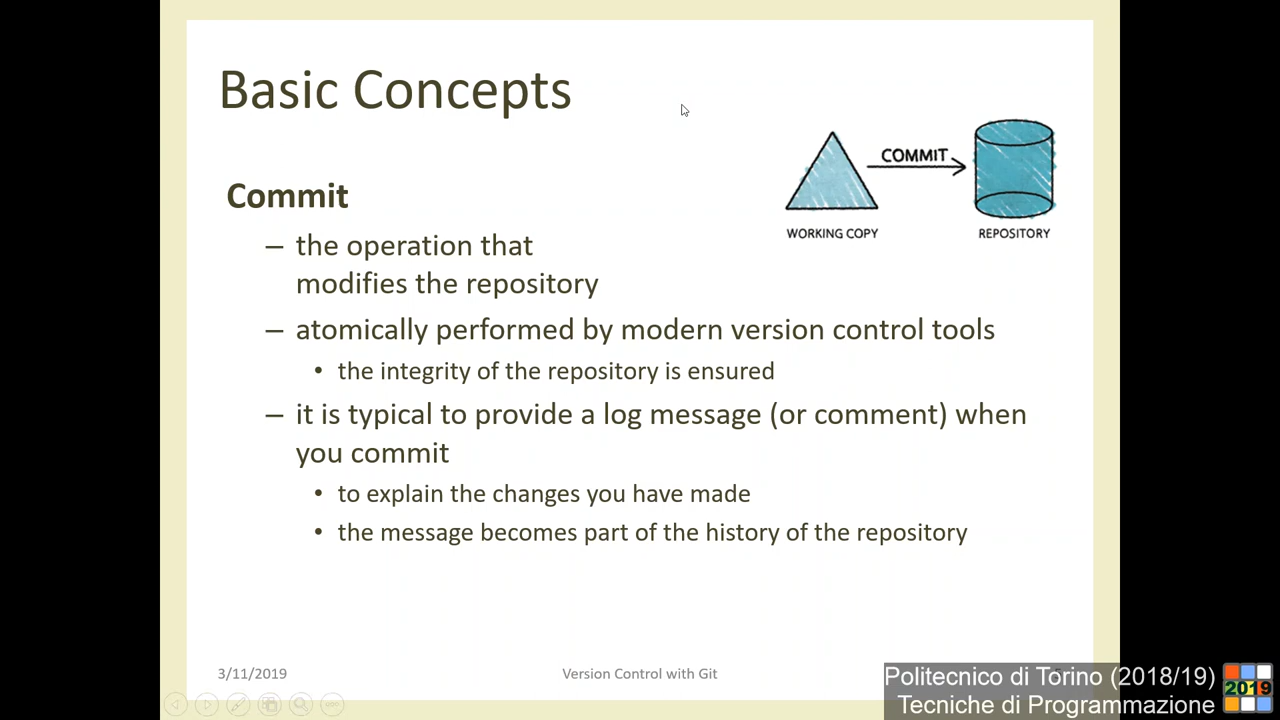 Basic Concepts
COMMIT
WORKING COPY
REPOSITORY
Commit
– the operation that
modifies the repository
– atomically performed by modern version control tools
• the integrity of the repository is ensured
– it is typical to provide a log message (or comment) when
you commit
• to explain the changes you have made
• the message becomes part of the history of the repository
3/11/2019
Version Control with Git
Politecnico di Torino (2018/19)
Tecniche di Programmazione
2019